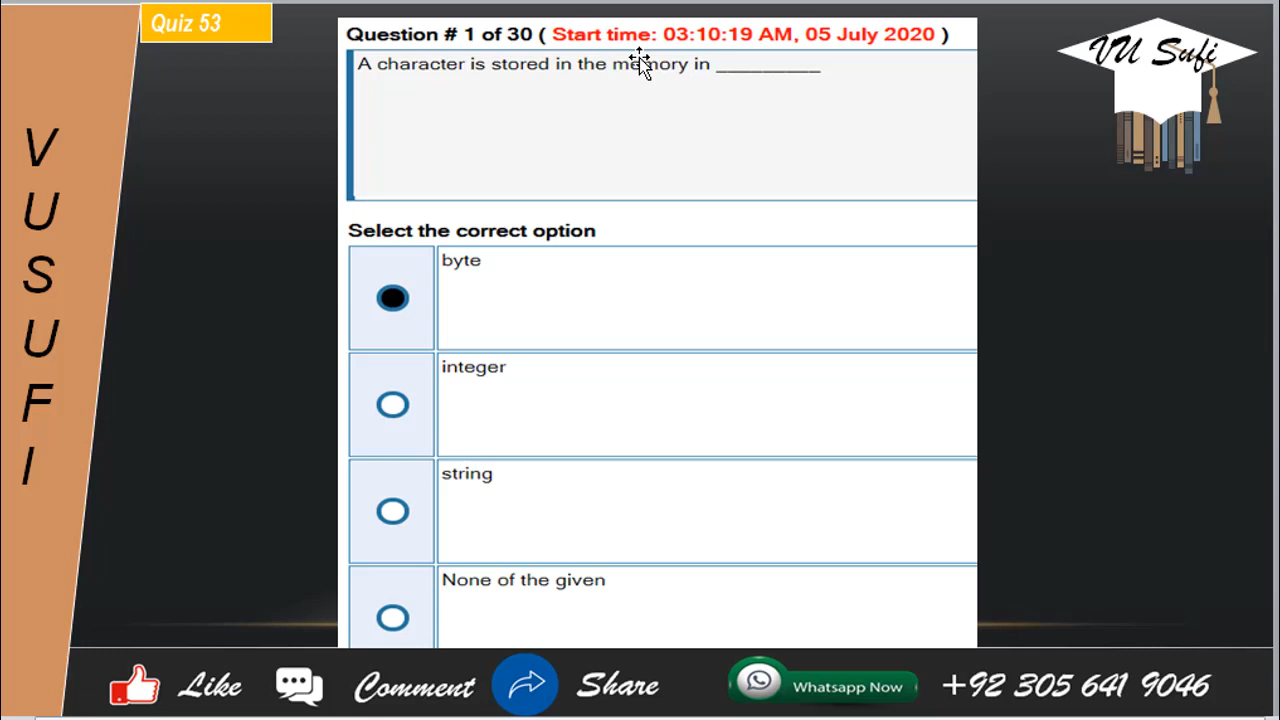 Quiz 53
VU Sufi
V
U
S
U
F
I
Question # 1 of 30 ( Start time: 03:10:19 AM, 05 July 2020 )
A character is stored in the memory in __________
Select the correct option
byte
integer
string
None of the given
Like
Comment
Share
Whatsapp Now
+92 305 641 9046